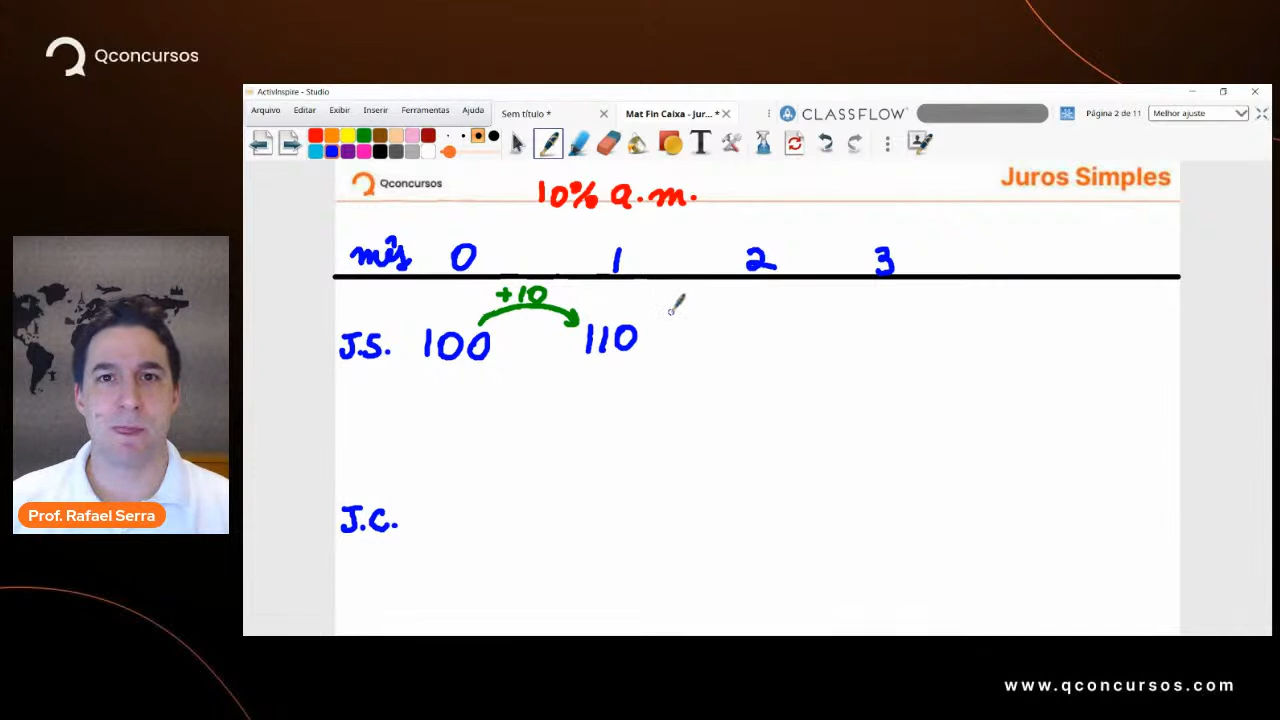 Qconcursos
ActivInspire - Studio
Arquivo Editar Exibir Inserir Ferramentas Ajuda
Sem título *
Mat Fin Caixa - Jur... *
CLASSFLOW
Página 2 de 11
Melhor ajuste
Qconcursos
10% a.m.
Juros Simples
mês 0 1 2 3
+10
J.S. 100 110
J.C.
Prof. Rafael Serra
www.qconcursos.com